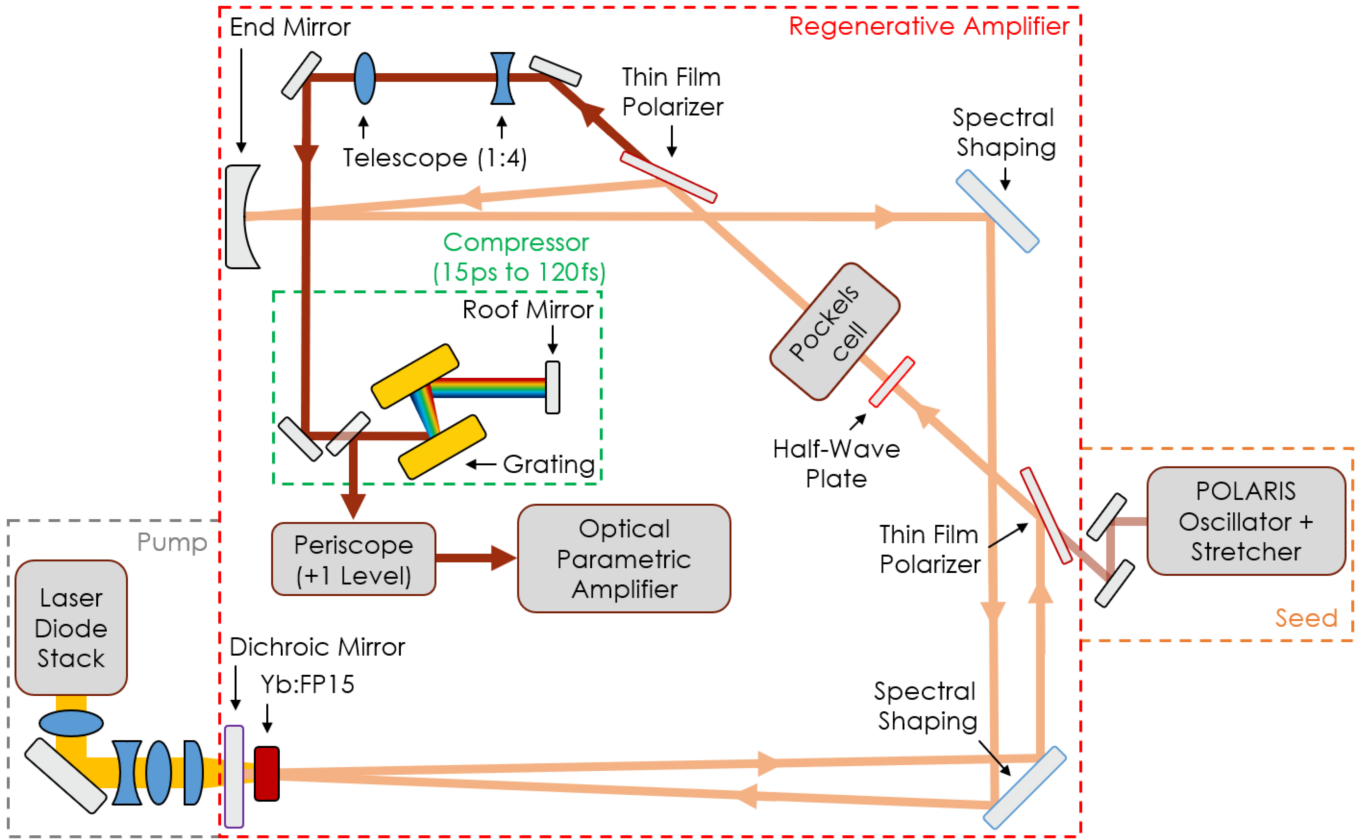 Regenerative Amplifier
End Mirror
Thin Film
Polarizer
Telescope (1:4)
Spectral
Shaping
Compressor
(15ps to 120fs)
Roof Mirror
Pockels
cell
Half-Wave
Plate
Grating
Thin Film
Polarizer
POLARIS
Oscillator +
Stretcher
Seed
Periscope
(+1 Level)
Optical
Parametric
Amplifier
Pump
Laser
Diode
Stack
Dichroic Mirror
Yb:FP15
Spectral
Shaping